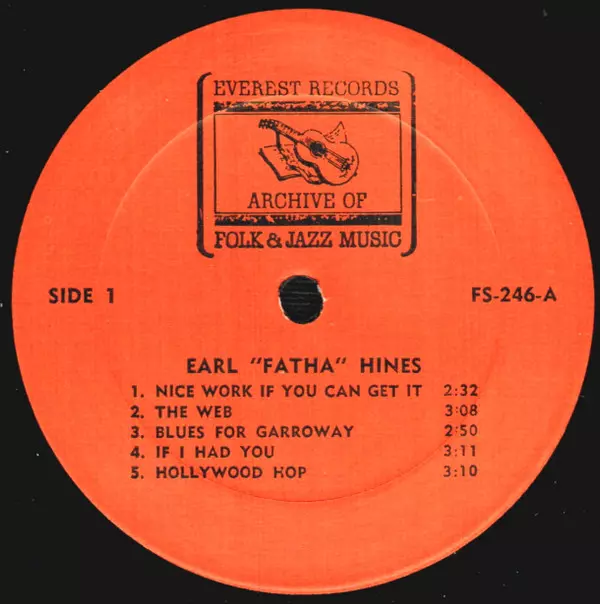 EVEREST RECORDS
ARCHIVE OF
FOLK & JAZZ MUSIC
SIDE 1 FS-246-A
EARL "FATHA" HINES
1. NICE WORK IF YOU CAN GET IT 2:32
2. THE WEB 3:08
3. BLUES FOR GARROWAY 2:50
4. IF I HAD YOU 3:11
5. HOLLYWOOD HOP 3:10